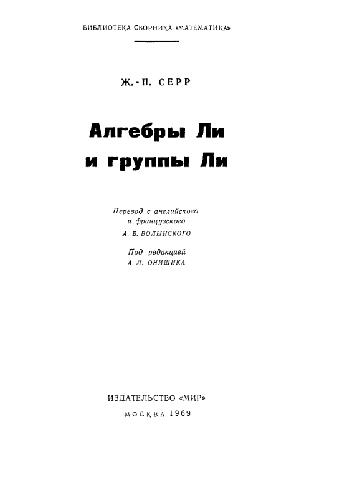 БИБЛИОТЕКА СБОРНИКА «МАТЕМАТИКА»
Ж.-П. СЕРР
Алгебры Ли
и группы Ли
Перевод с английского
и французского
А. Б. ВОЛЫНСКОГО
Под редакцией
А. Л. ОНИЩИКА
ИЗДАТЕЛЬСТВО «МИР»
МОСКВА 1969